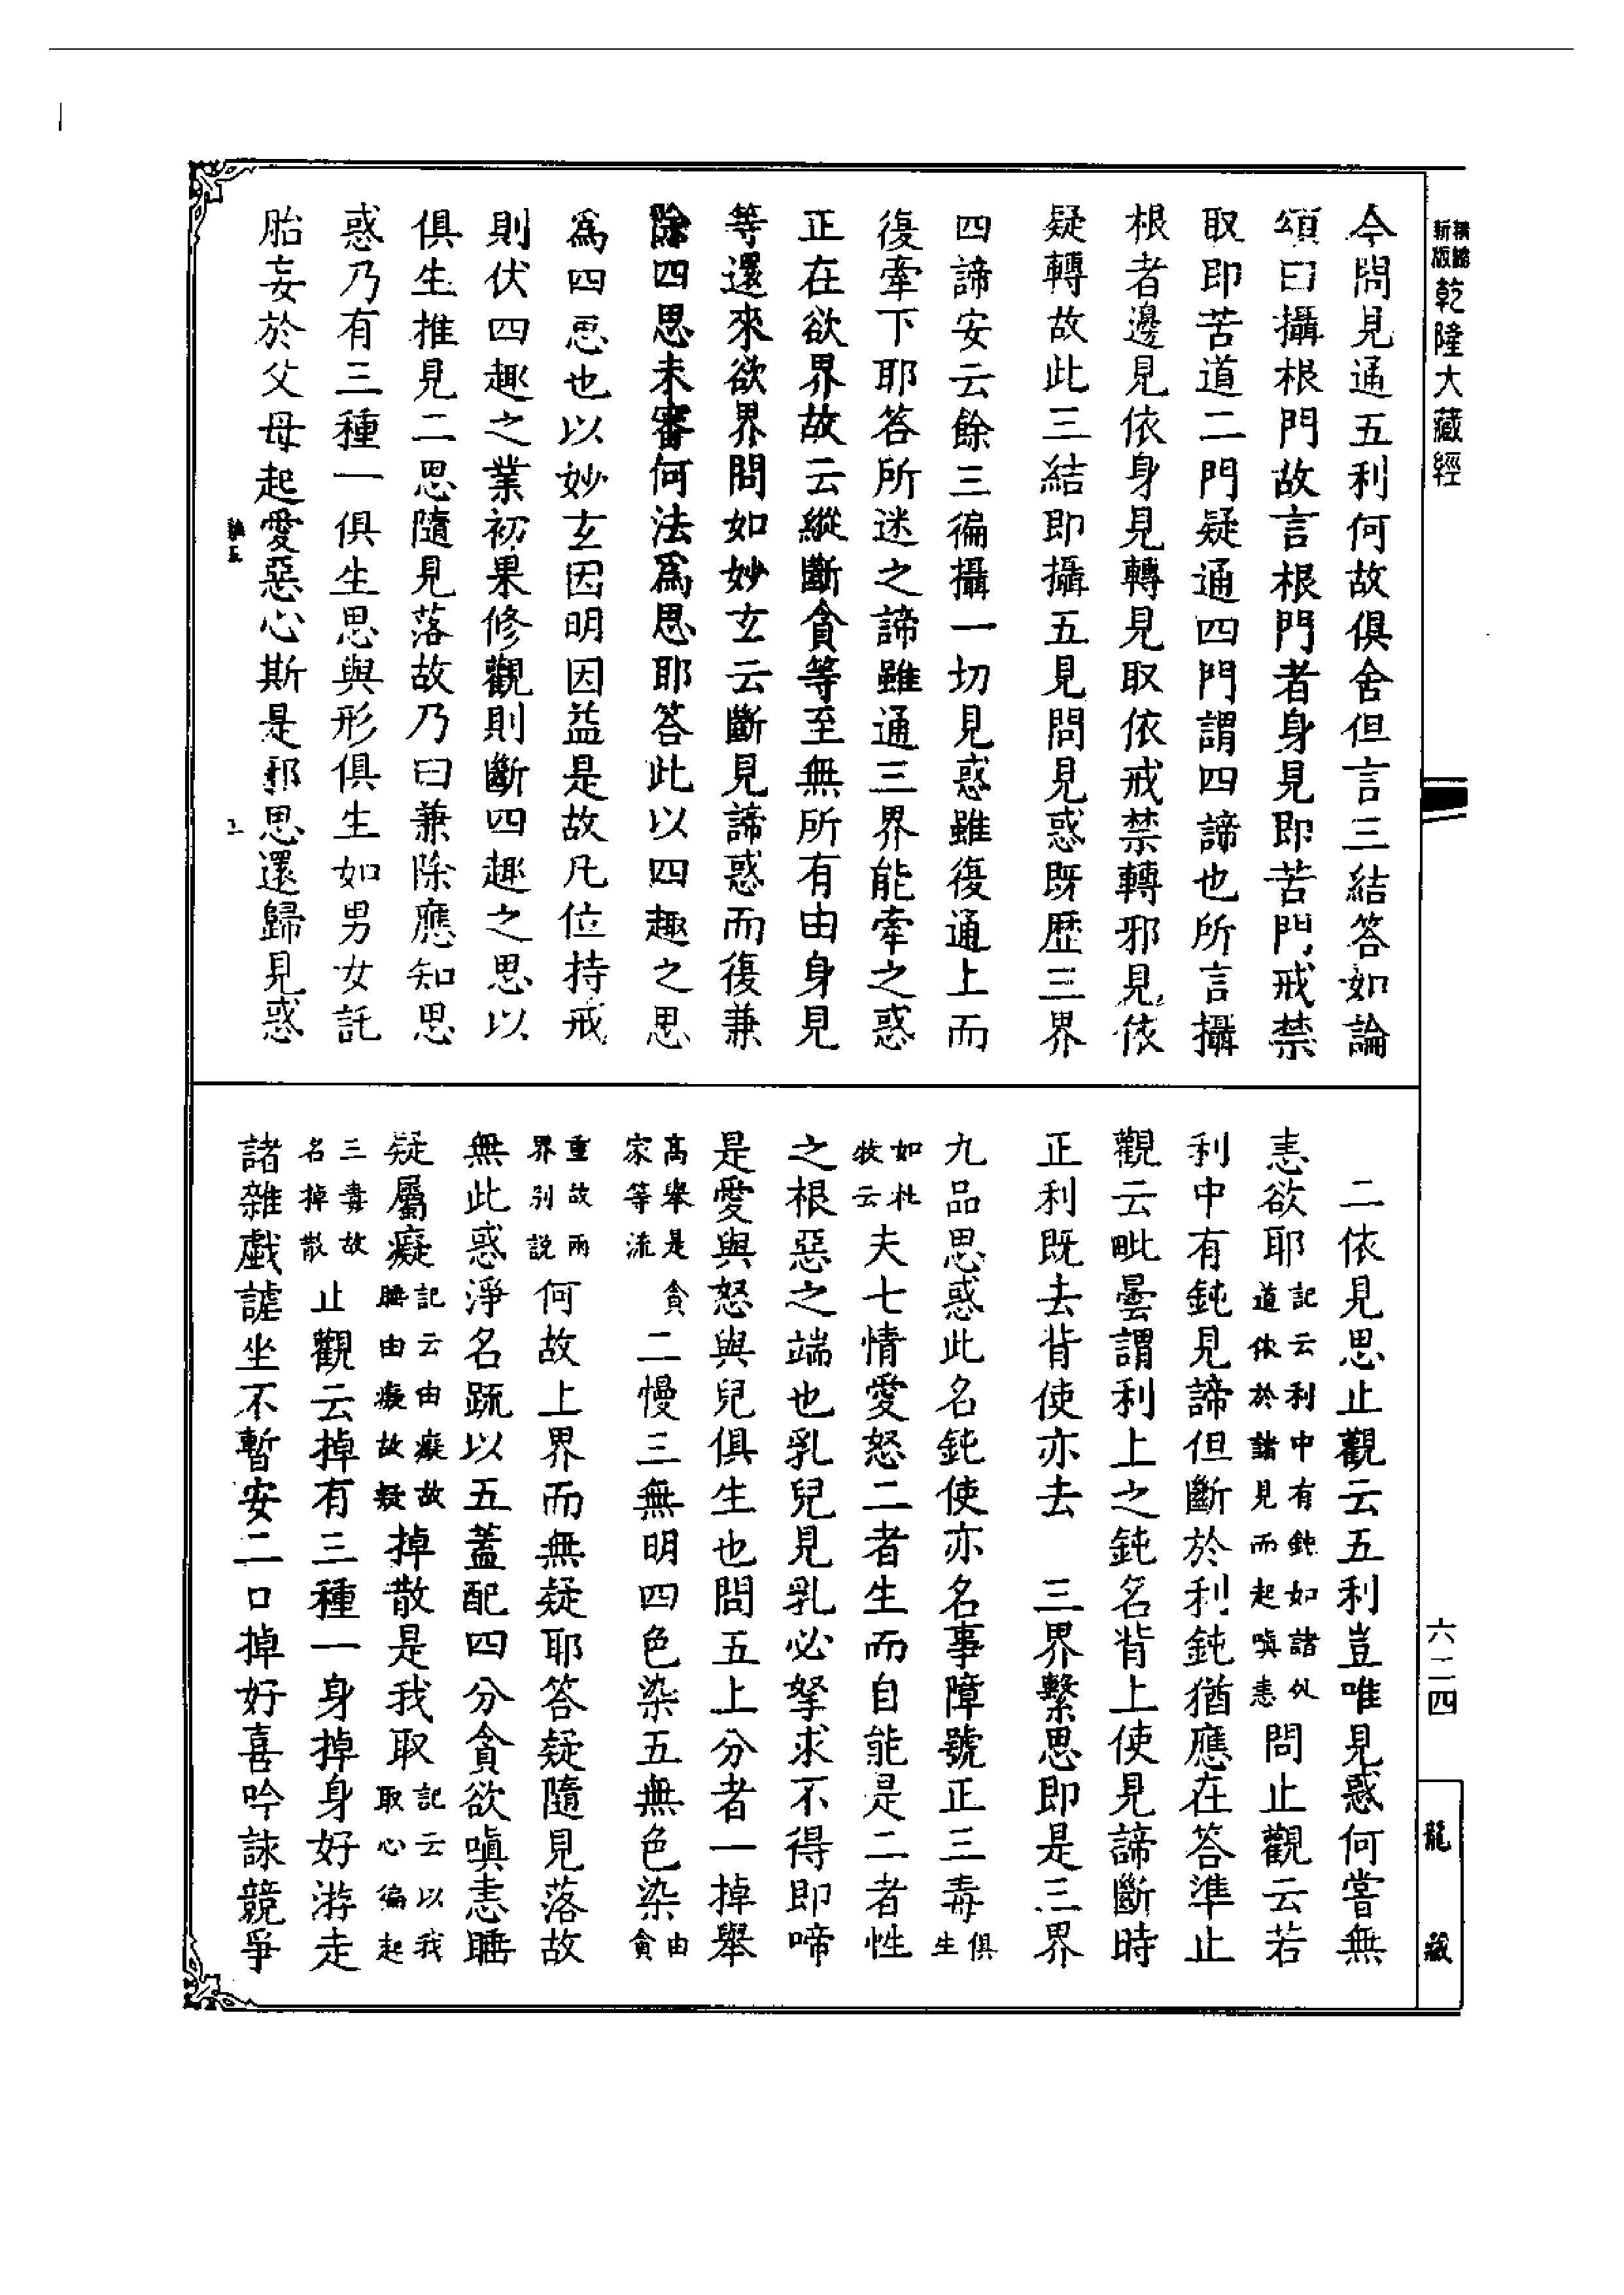 新版
乾隆大藏經
六二四
龍藏
今問見通五利何故俱舍但言三結答如論
頌曰攝根門故言根門者身見即苦門戒禁
取即苦道二門疑通四門謂四諦也所言攝
根者邊見依身見轉見取依戒禁轉邪見依
疑轉故此三結即攝五見問見惑既歷三界
四諦安云餘三徧攝一切見惑雖復通上而
復牽下耶答所迷之諦雖通三界能牽之惑
正在欲界故云縱斷貪等至無所有由身見
等還來欲界問如妙玄云斷見諦惑而復兼
除四思未審何法爲思耶答此以四趣之思
爲四思也以妙玄因明因益是故凡位持戒
則伏四趣之業初果修觀則斷四趣之思以
俱生推見二思隨見落故乃曰兼除應知思
惑乃有三種一俱生思與形俱生如男女託
胎妄於父母起愛惡心斯是邪思還歸見惑
二依見思止觀云五利豈唯見惑何嘗無
恚欲耶
記云利中有鈍如諸外
道依於諸見而起嗔恚
問止觀云若
利中有鈍見諦但斷於利鈍猶應在答準止
觀云毗曇謂利上之鈍名背上使見諦斷時
正利既去背使亦去　三界繫思即是三界
九品思惑此名鈍使亦名事障號正三毒
俱
生
如杜
牧云
夫七情愛怒二者生而自能是二者性
之根惡之端也乳兒見乳必拏求不得即啼
是愛與怒與兒俱生也問五上分者一掉舉
高舉是貪
家等流
二慢三無明四色染五無色染
由
貪
重故兩
界別説
何故上界而無疑耶答疑隨見落故
無此惑淨名䟽以五蓋配四分貪欲嗔恚睡
疑屬癡
記云由癡故
睡由癡故疑
掉散是我取
記云以我
取心徧起
三毒故
名掉散
止觀云掉有三種一身掉身好游走
諸雜戲謔坐不暫安二口掉好喜吟詠競爭